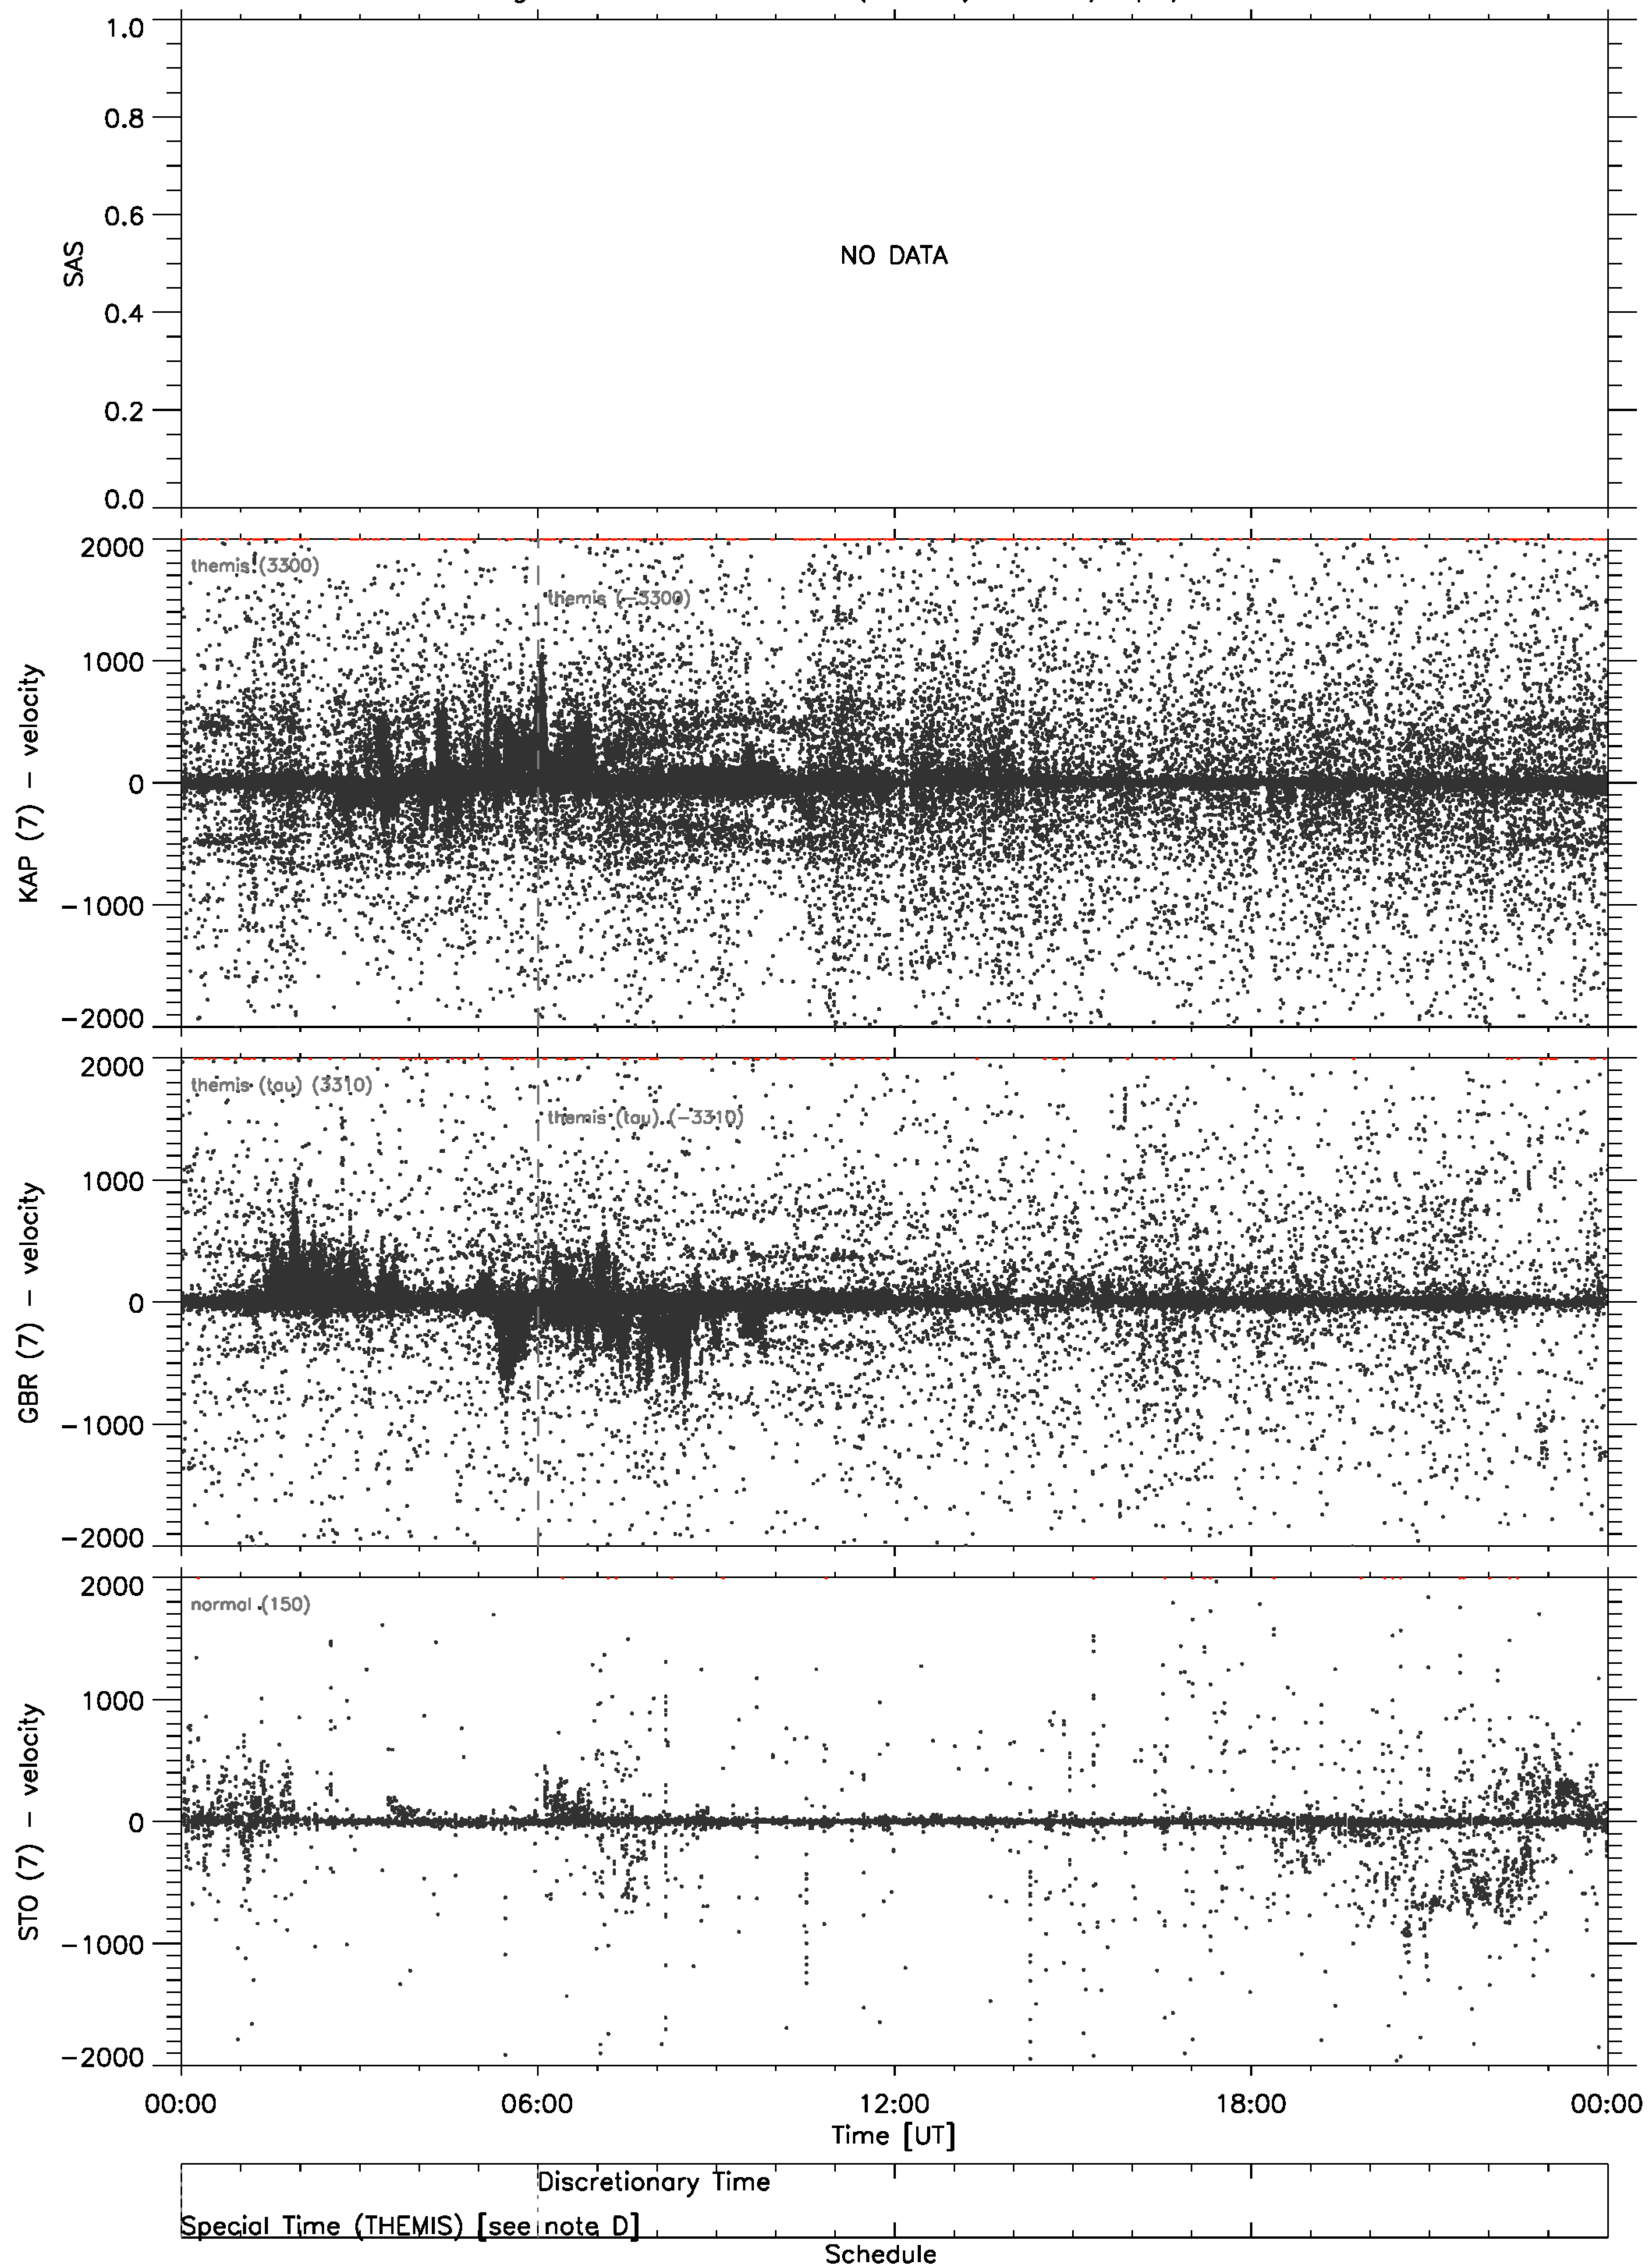 1.0
0.8
0.6
0.4
0.2
0.0
SAS
NO DATA
2000
1000
0
-1000
-2000
KAP (7) - velocity
themis (3300)
themis (-3300)
2000
1000
0
-1000
-2000
GBR (7) - velocity
themis (tau) (3310)
themis (tau) (-3310)
2000
1000
0
-1000
-2000
STO (7) - velocity
normal (150)
00:00 06:00 12:00 18:00 00:00
Time [UT]
Discretionary Time
Special Time (THEMIS) [see note D]
Schedule